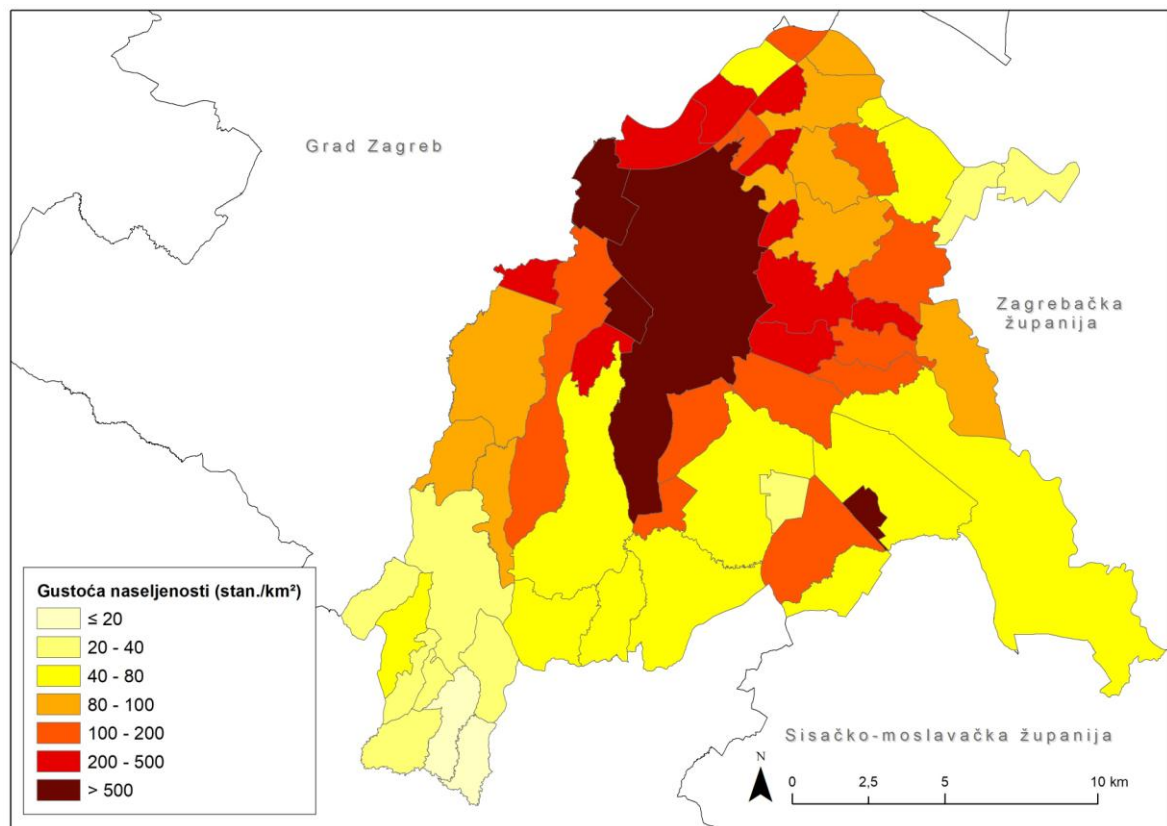 Grad Zagreb
Zagrebačka
županija
Gustoća naseljenosti (stan./km²)
≤ 20
20 - 40
40 - 80
80 - 100
100 - 200
200 - 500
> 500
Sisačko-moslavačka županija
N
0 2,5 5 10 km